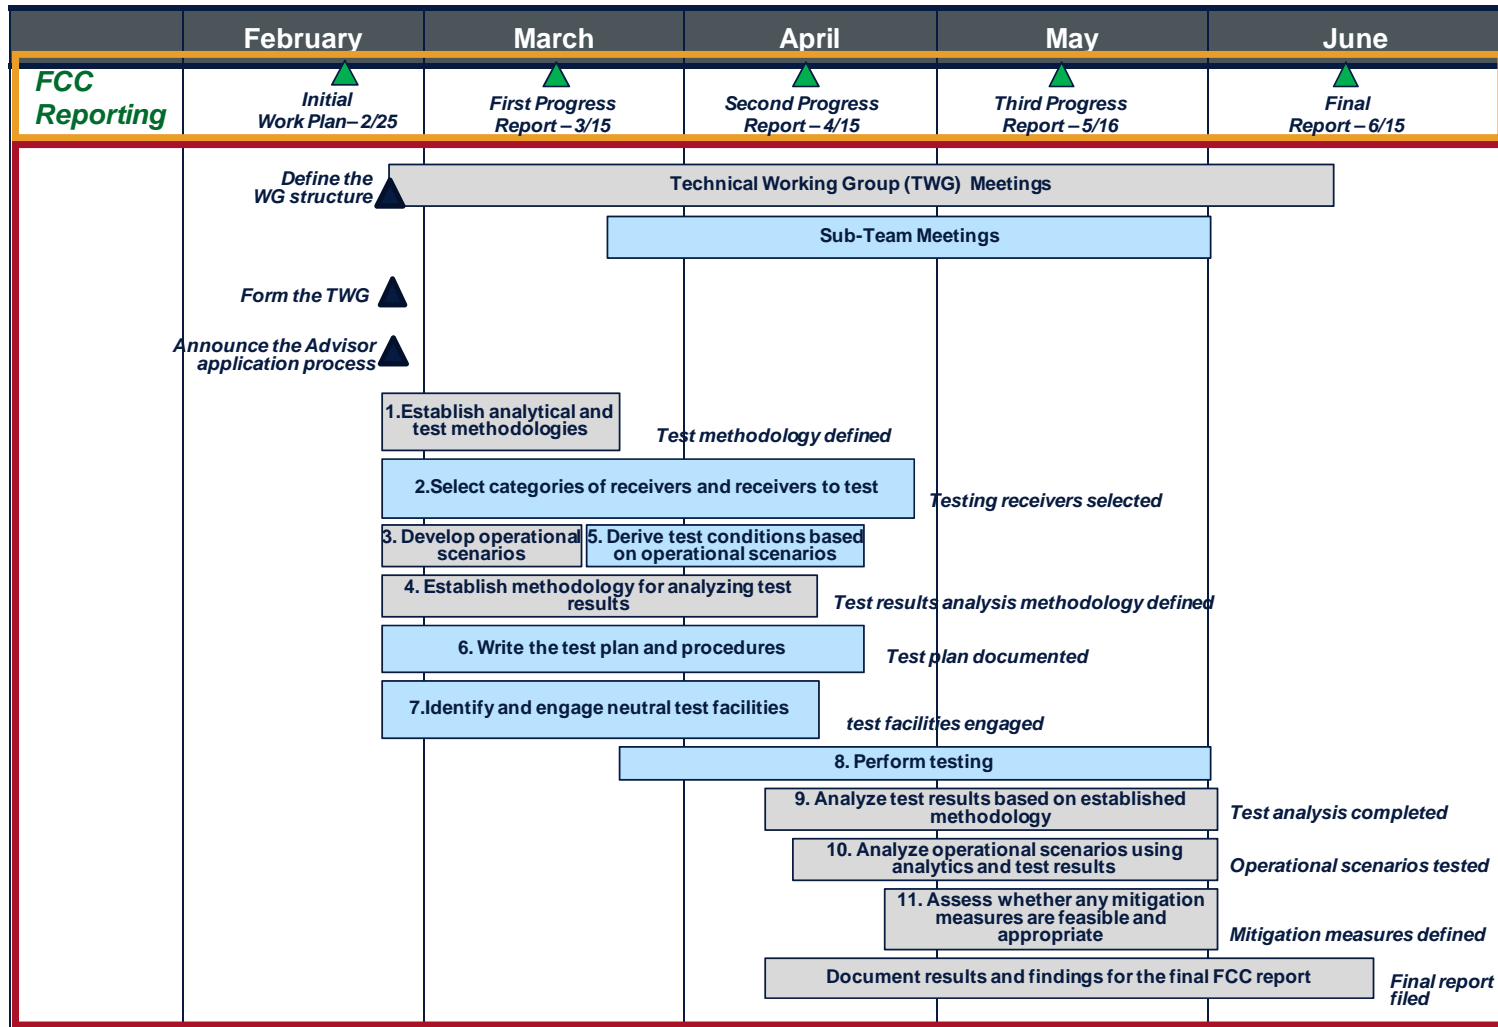 February March April May June
FCC
Reporting
Initial
Work Plan– 2/25
First Progress
Report – 3/15
Second Progress
Report – 4/15
Third Progress
Report – 5/16
Final
Report – 6/15
Define the
WG structure
Technical Working Group (TWG) Meetings
Sub-Team Meetings
Form the TWG
Announce the Advisor
application process
1.Establish analytical and
test methodologies
Test methodology defined
2.Select categories of receivers and receivers to test
Testing receivers selected
3. Develop operational
scenarios
5. Derive test conditions based
on operational scenarios
4. Establish methodology for analyzing test
results
Test results analysis methodology defined
6. Write the test plan and procedures
Test plan documented
7.Identify and engage neutral test facilities
test facilities engaged
8. Perform testing
9. Analyze test results based on established
methodology
Test analysis completed
10. Analyze operational scenarios using
analytics and test results
Operational scenarios tested
11. Assess whether any mitigation
measures are feasible and
appropriate
Mitigation measures defined
Document results and findings for the final FCC report
Final report
filed